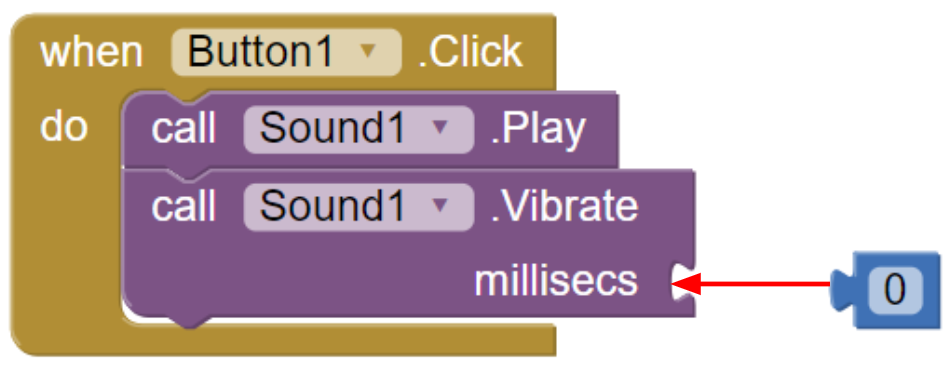 when Button1 .Click
do call Sound1 .Play
call Sound1 .Vibrate
millisecs 0